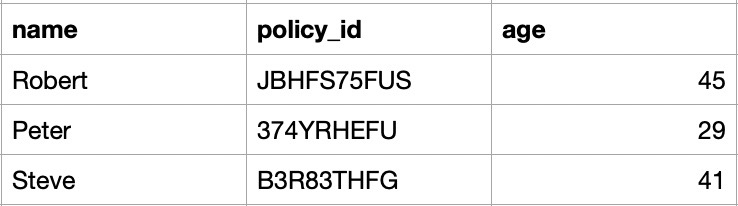 name policy_id age
Robert JBHFS75FUS 45
Peter 374YRHEFU 29
Steve B3R83THFG 41